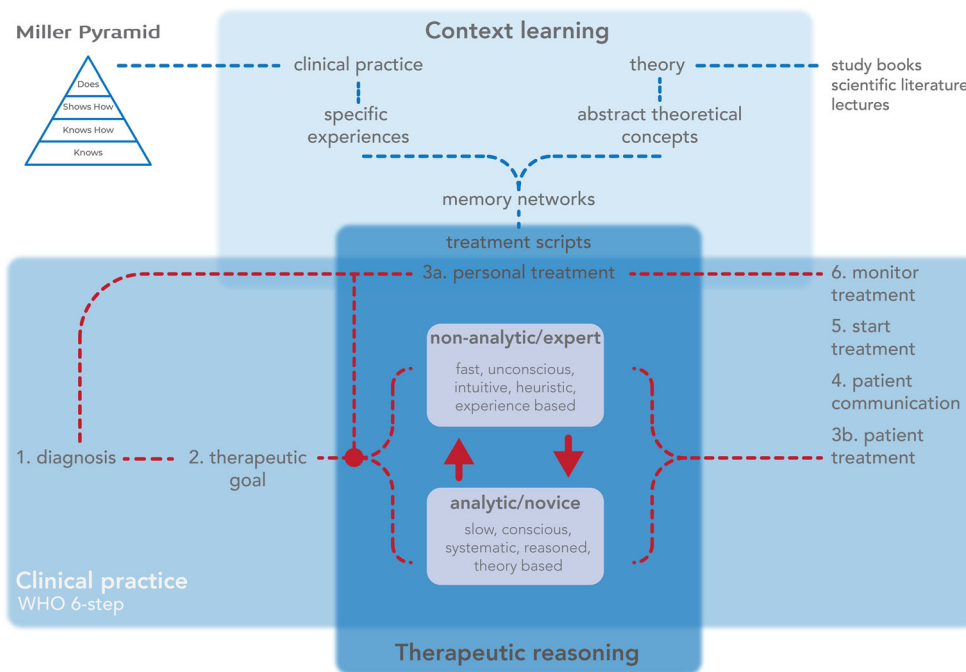 Miller Pyramid
Does
Shows How
Knows How
Knows
Context learning
clinical practice
theory
study books
scientific literature
lectures
specific
experiences
abstract theoretical
concepts
memory networks
treatment scripts
3a. personal treatment
6. monitor
treatment
5. start
treatment
4. patient
communication
3b. patient
treatment
non-analytic/expert
fast, unconscious,
intuitive, heuristic,
experience based
1. diagnosis
2. therapeutic
goal
analytic/novice
slow, conscious,
systematic, reasoned,
theory based
Clinical practice
WHO 6-step
Therapeutic reasoning